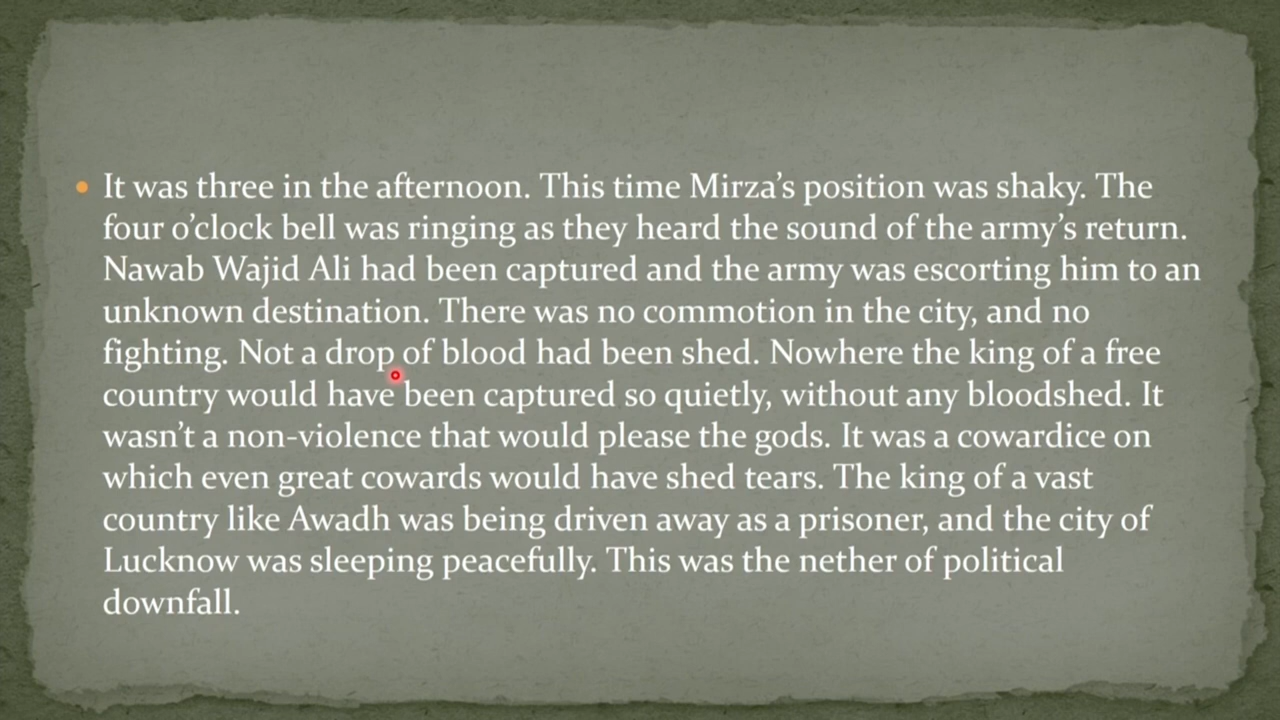 It was three in the afternoon. This time Mirza’s position was shaky. The
four o’clock bell was ringing as they heard the sound of the army’s return.
Nawab Wajid Ali had been captured and the army was escorting him to an
unknown destination. There was no commotion in the city, and no
fighting. Not a drop of blood had been shed. Nowhere the king of a free
country would have been captured so quietly, without any bloodshed. It
wasn’t a non-violence that would please the gods. It was a cowardice on
which even great cowards would have shed tears. The king of a vast
country like Awadh was being driven away as a prisoner, and the city of
Lucknow was sleeping peacefully. This was the nether of political
downfall.